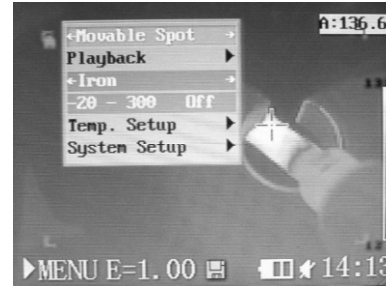 A:136.6
←Movable Spot →
Playback ▶
←Iron →
-20 - 300 Off
Temp. Setup ▶
System Setup ▶
▶MENU E=1.00 14:13